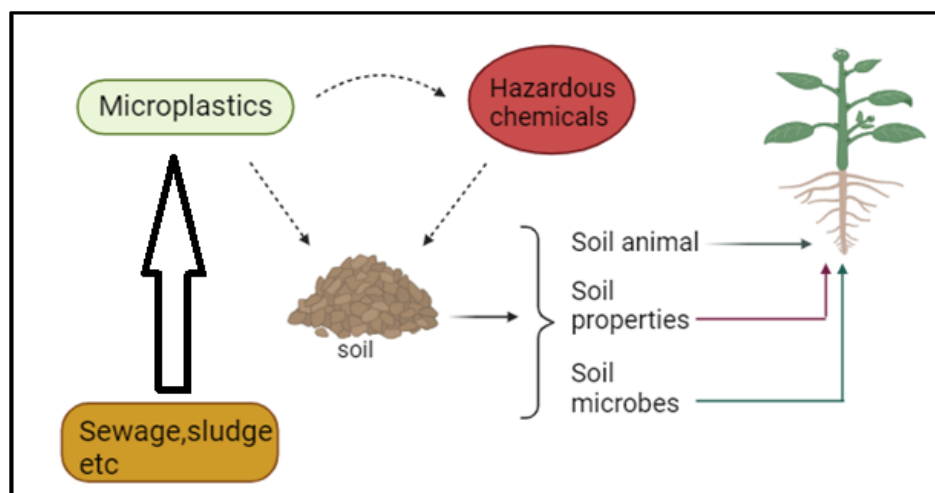 Microplastics
Hazardous
chemicals
Soil animal
Soil
properties
soil
Soil
microbes
Sewage,sludge
etc